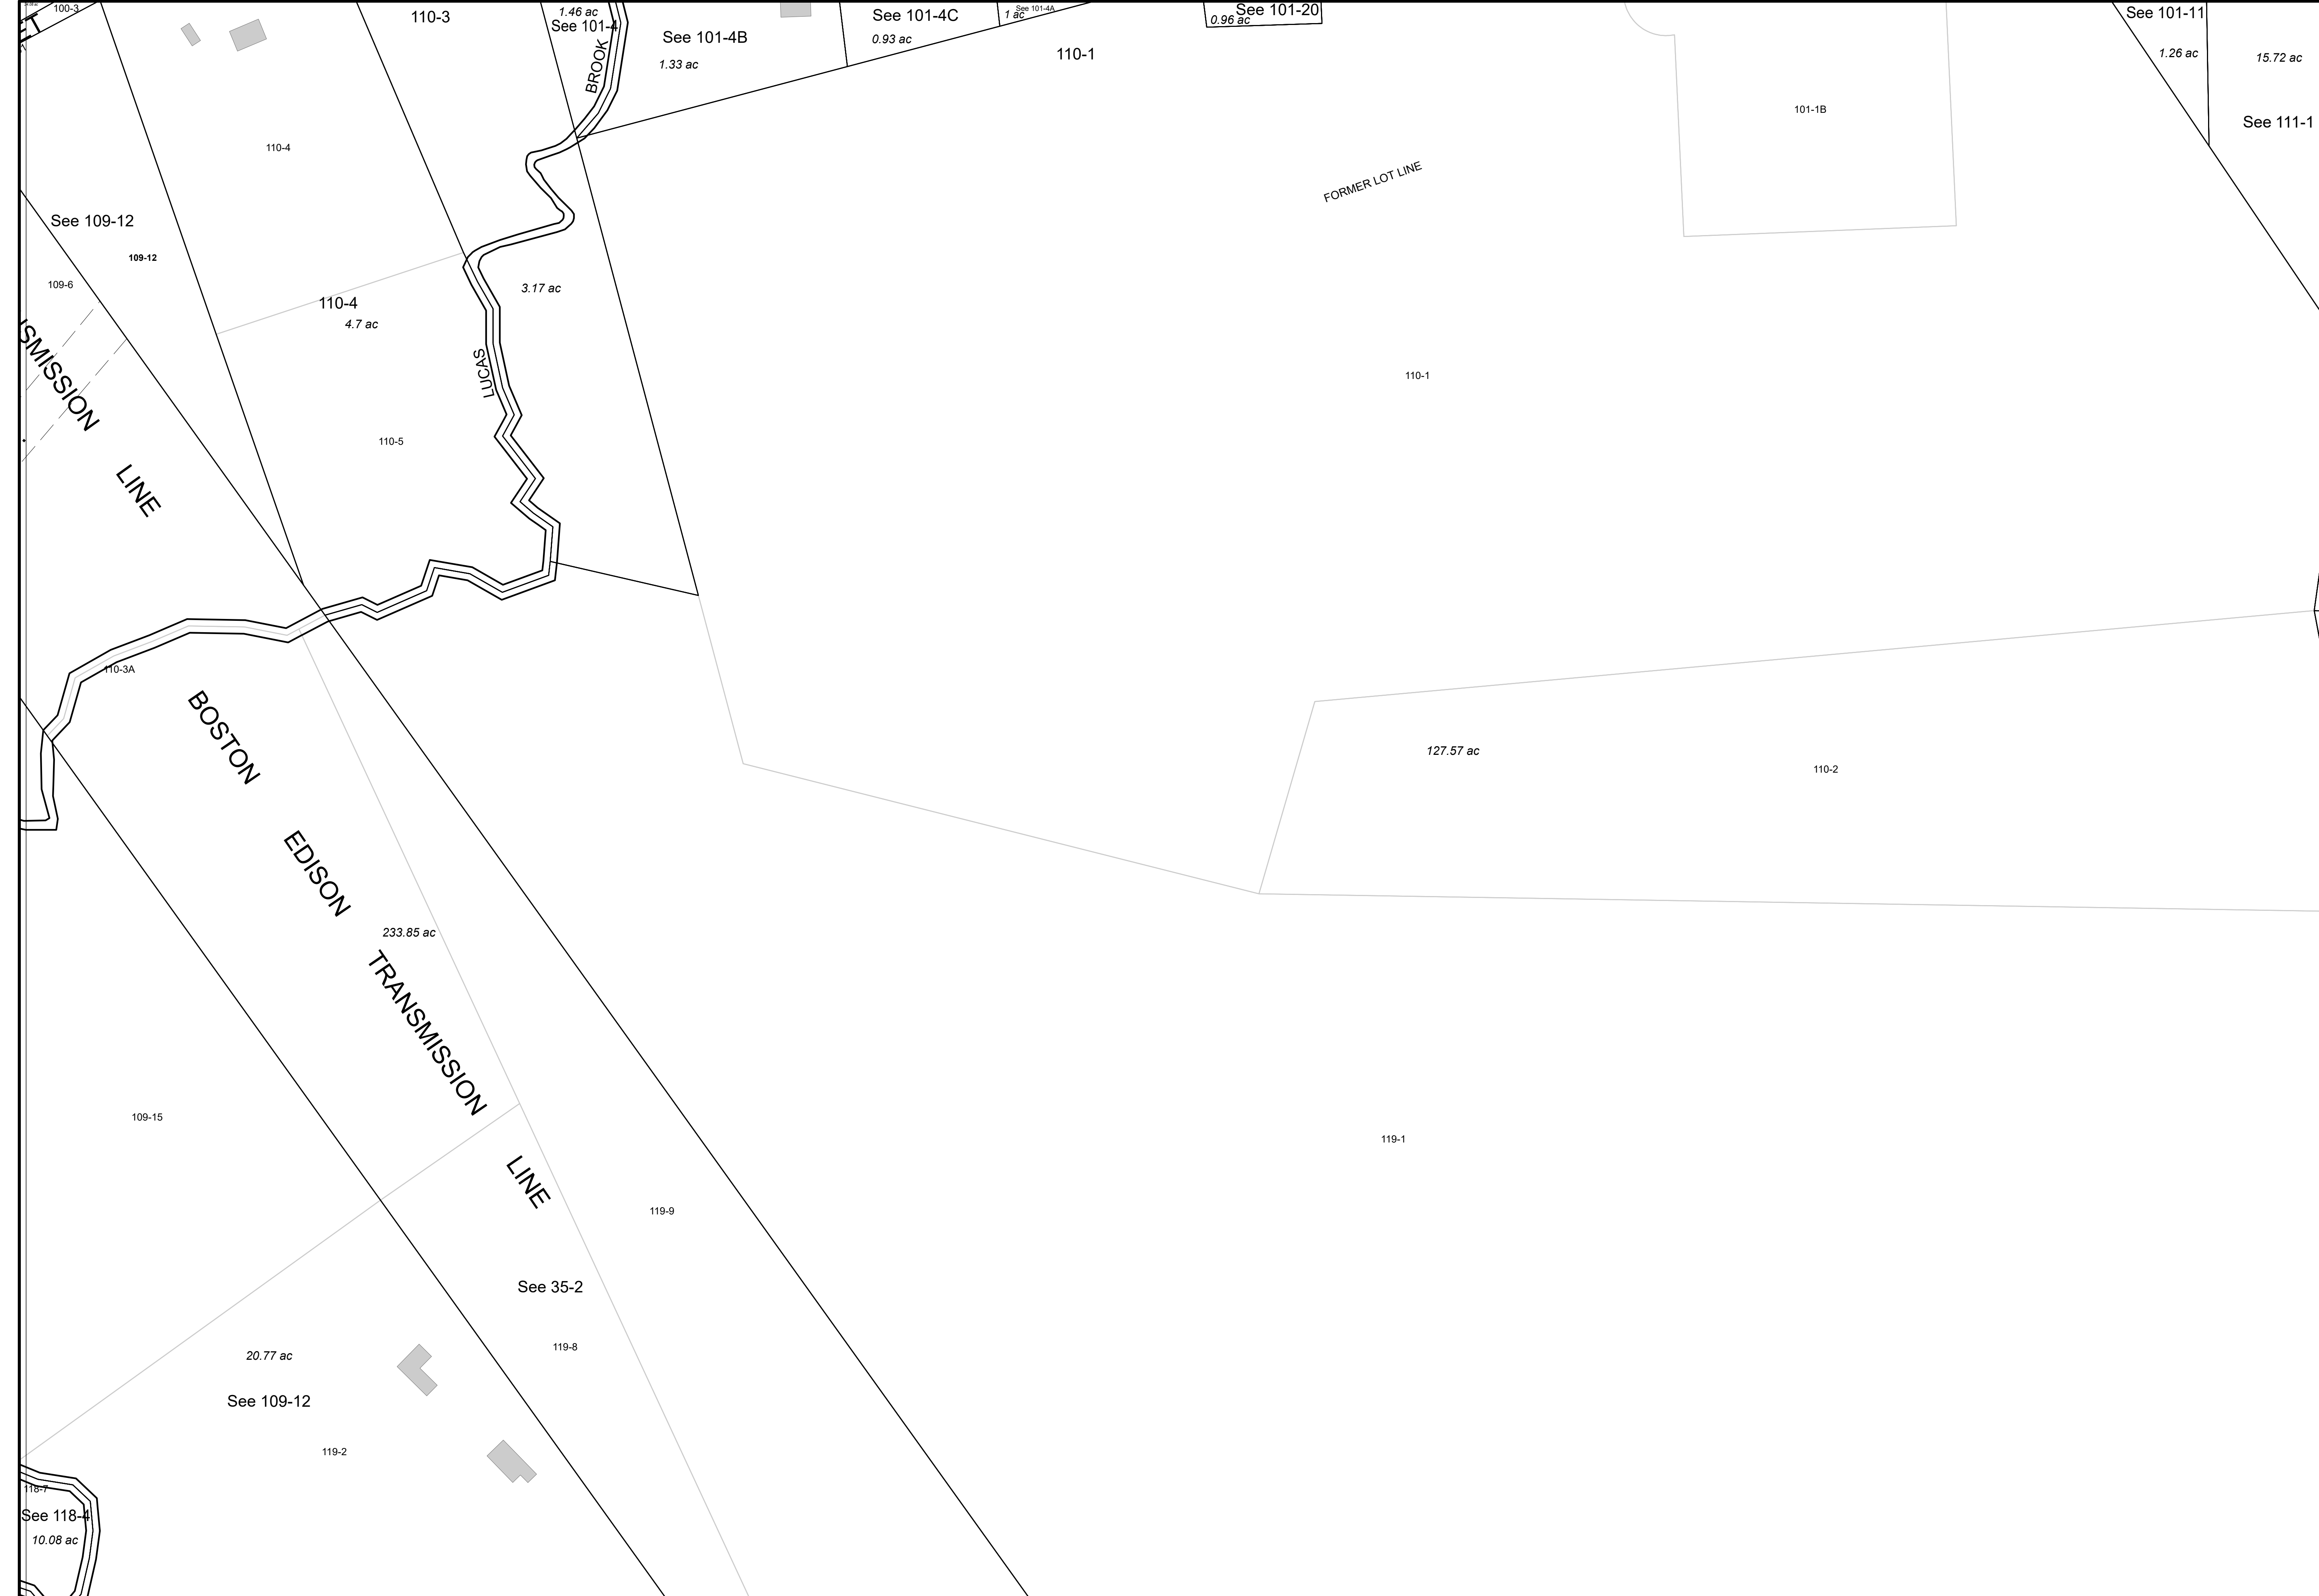 100-3
110-3
1.46 ac
See 101-4
See 101-4B
1.33 ac
See 101-4C
0.93 ac
See 101-4A
1 ac
110-1
See 101-20
0.96 ac
See 101-11
1.26 ac
15.72 ac
See 111-1
101-1B
BROOK
110-4
FORMER LOT LINE
See 109-12
109-12
109-6
110-4
4.7 ac
3.17 ac
LUCAS
110-1
SMISSION
LINE
110-5
110-3A
BOSTON
EDISON
TRANSMISSION
LINE
127.57 ac
110-2
233.85 ac
109-15
119-1
119-9
See 35-2
119-8
20.77 ac
See 109-12
119-2
118-7
See 118-4
10.08 ac